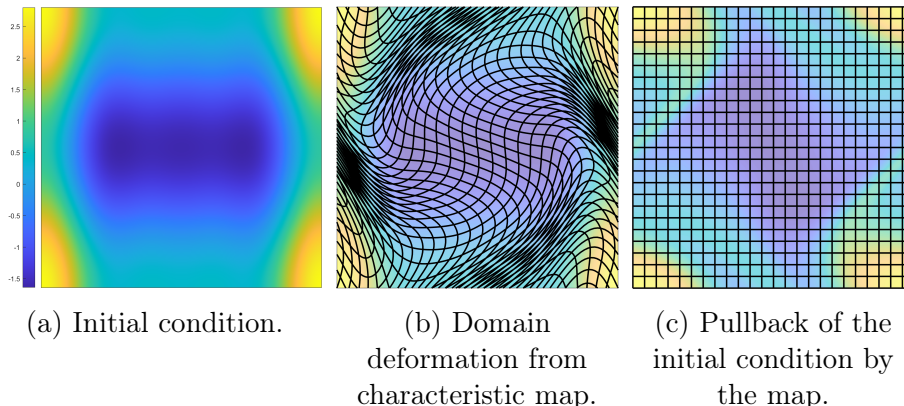 2.5
2
1.5
1
0.5
0
-0.5
-1
-1.5
(a) Initial condition.
(b) Domain
deformation from
characteristic map.
(c) Pullback of the
initial condition by
the map.